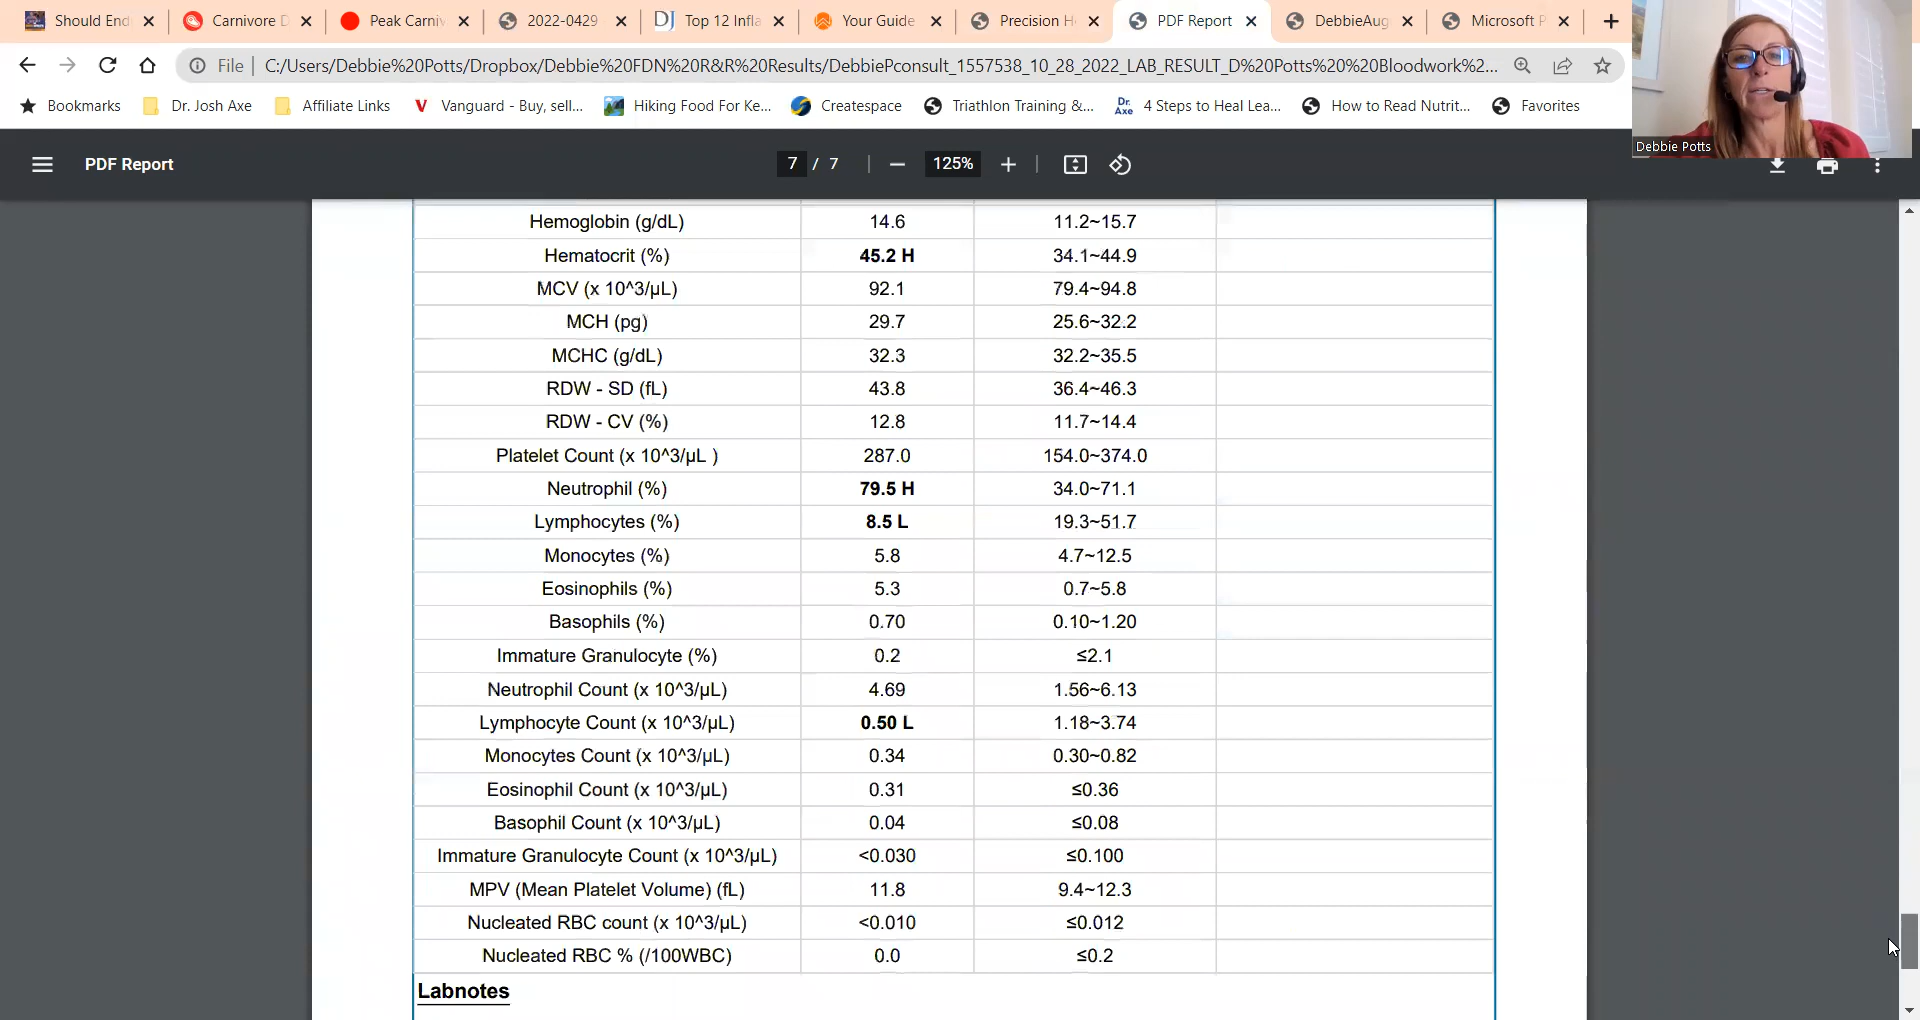 Should End
Carnivore D
Peak Carniv
2022-0429
DJ Top 12 Infla
Your Guide
Precision H
PDF Report
DebbieAug
Microsoft P
File C:/Users/Debbie%20Potts/Dropbox/Debbie%20FDN%20R&R%20Results/DebbiePconsult_1557538_10_28_2022_LAB_RESULT_D%20Potts%20%20Bloodwork%2...
Bookmarks Dr. Josh Axe Affiliate Links V Vanguard - Buy, sell... Hiking Food For Ke... Createspace Triathlon Training &... Dr. Axe 4 Steps to Heal Lea... How to Read Nutrit... Favorites
Debbie Potts
PDF Report 7 / 7 125%
Hemoglobin (g/dL) 14.6 11.2~15.7
Hematocrit (%) 45.2 H 34.1~44.9
MCV (x 10^3/µL) 92.1 79.4~94.8
MCH (pg) 29.7 25.6~32.2
MCHC (g/dL) 32.3 32.2~35.5
RDW - SD (fL) 43.8 36.4~46.3
RDW - CV (%) 12.8 11.7~14.4
Platelet Count (x 10^3/µL ) 287.0 154.0~374.0
Neutrophil (%) 79.5 H 34.0~71.1
Lymphocytes (%) 8.5 L 19.3~51.7
Monocytes (%) 5.8 4.7~12.5
Eosinophils (%) 5.3 0.7~5.8
Basophils (%) 0.70 0.10~1.20
Immature Granulocyte (%) 0.2 ≤2.1
Neutrophil Count (x 10^3/µL) 4.69 1.56~6.13
Lymphocyte Count (x 10^3/µL) 0.50 L 1.18~3.74
Monocytes Count (x 10^3/µL) 0.34 0.30~0.82
Eosinophil Count (x 10^3/µL) 0.31 ≤0.36
Basophil Count (x 10^3/µL) 0.04 ≤0.08
Immature Granulocyte Count (x 10^3/µL) <0.030 ≤0.100
MPV (Mean Platelet Volume) (fL) 11.8 9.4~12.3
Nucleated RBC count (x 10^3/µL) <0.010 ≤0.012
Nucleated RBC % (/100WBC) 0.0 ≤0.2
Labnotes